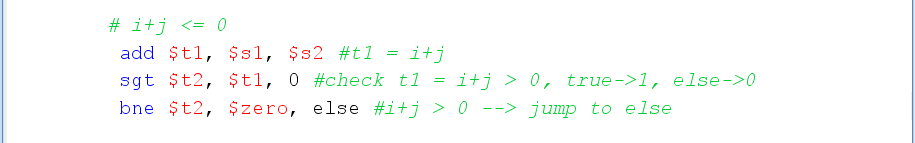 # i+j <= 0
add $t1, $s1, $s2 #t1 = i+j
sgt $t2, $t1, 0 #check t1 = i+j > 0, true->1, else->0
bne $t2, $zero, else #i+j > 0 --> jump to else